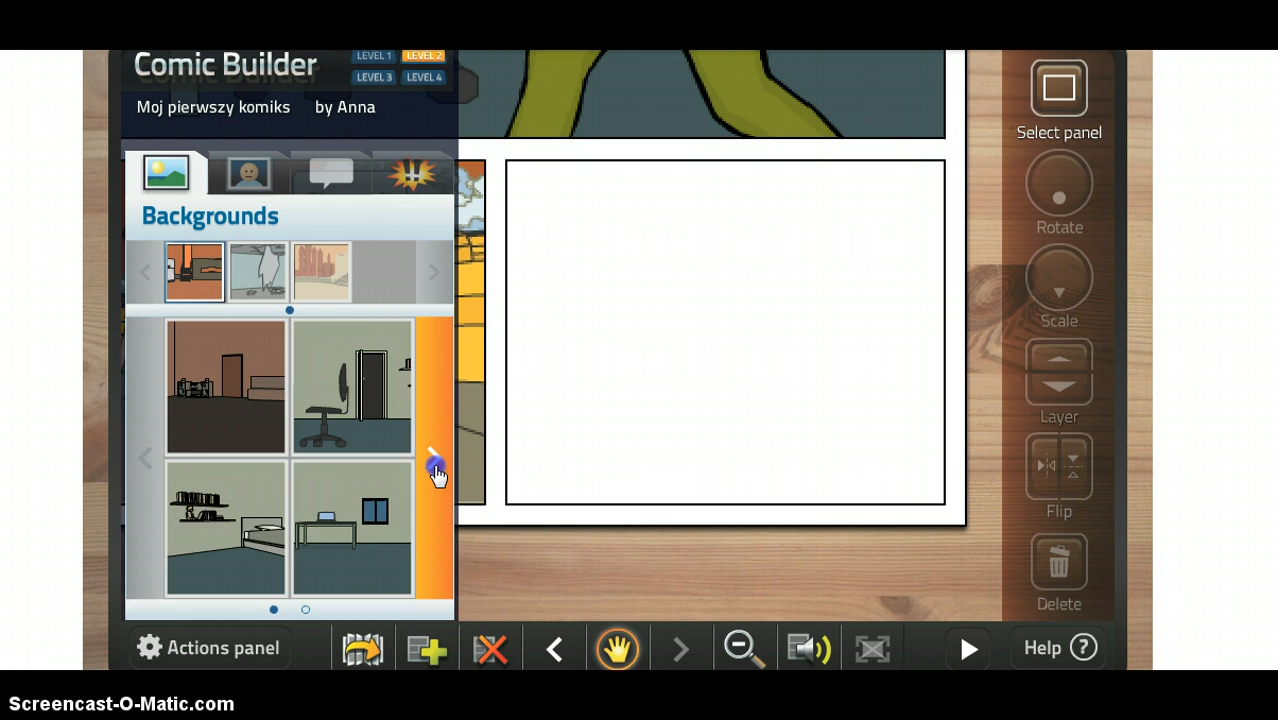 LEVEL 1 LEVEL 2
Comic Builder
LEVEL 3 LEVEL 4
Moj pierwszy komiks by Anna
Backgrounds
Select panel
Rotate
Scale
Layer
Flip
Delete
Actions panel
Help ?
Screencast-O-Matic.com